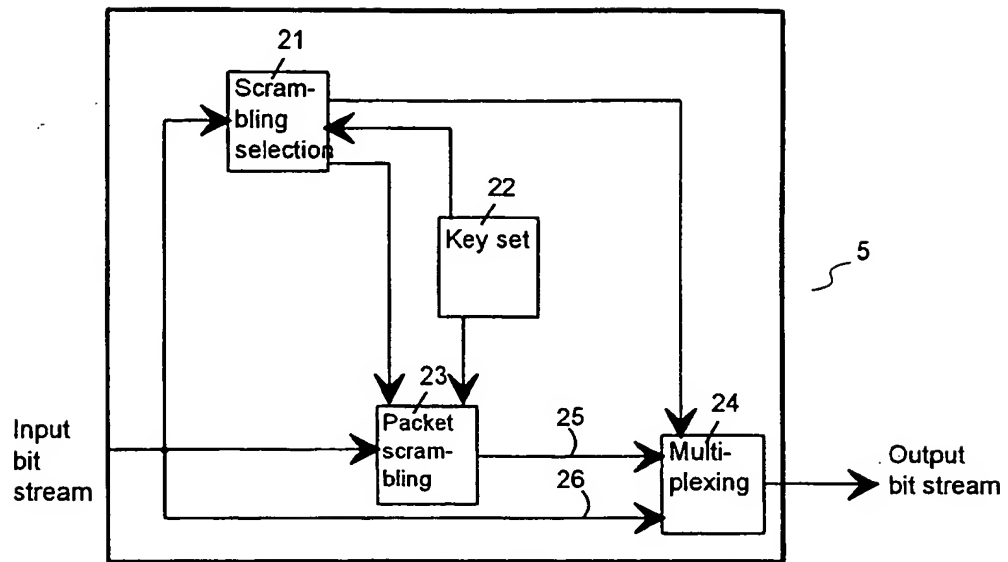 21
Scram-
bling
selection
22
Key set
5
23
Packet
scram-
bling
25
26
24
Multi-
plexing
Input
bit
stream
Output
bit stream